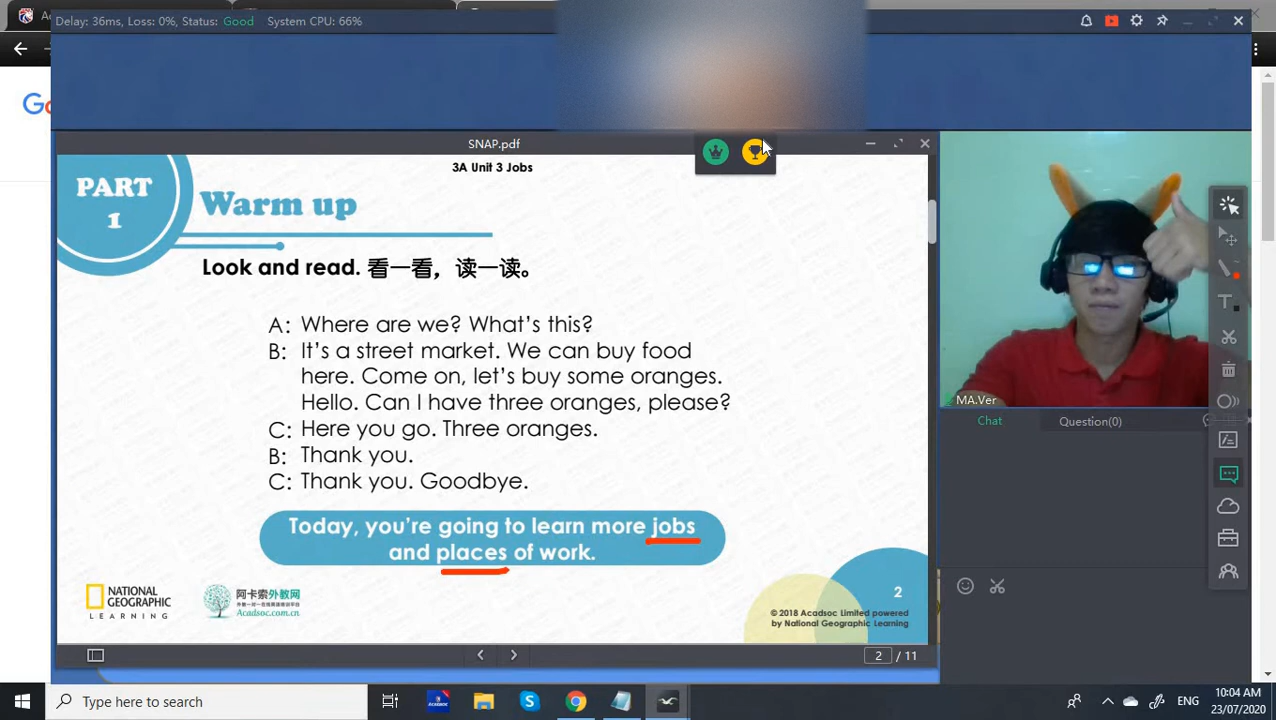 Delay: 36ms, Loss: 0%, Status: Good System CPU: 66%
SNAP.pdf
3A Unit 3 Jobs
PART
1
Warm up
Look and read. 看一看，读一读。
A: Where are we? What's this?
B: It's a street market. We can buy food
here. Come on, let's buy some oranges.
Hello. Can I have three oranges, please?
C: Here you go. Three oranges.
B: Thank you.
C: Thank you. Goodbye.
Today, you're going to learn more jobs
and places of work.
NATIONAL
GEOGRAPHIC
LEARNING
阿卡索外教网
Acadsoc.com.cn
2
© 2018 Acadsoc Limited powered
by National Geographic Learning
2 / 11
MA.Ver
Chat Question(0)
Type here to search
ENG
10:04 AM
23/07/2020